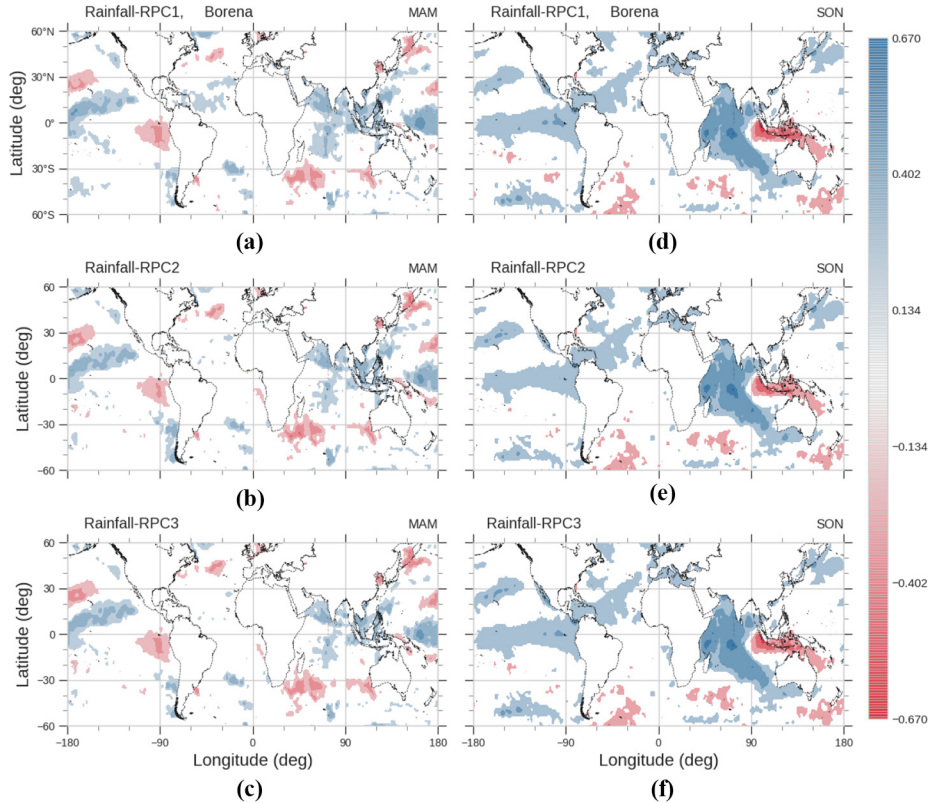 Rainfall-RPC1, Borena MAM
60°N
30°N
0°
30°S
60°S
Latitude (deg)
(a)
Rainfall-RPC1, Borena SON
(d)
Rainfall-RPC2 MAM
60
30
0
−30
−60
Latitude (deg)
(b)
Rainfall-RPC2 SON
(e)
Rainfall-RPC3 MAM
60
30
0
−30
−60
Latitude (deg)
−180 −90 0 90 180
Longitude (deg)
(c)
Rainfall-RPC3 SON
−90 0 90 180
Longitude (deg)
(f)
0.670
0.402
0.134
−0.134
−0.402
−0.670